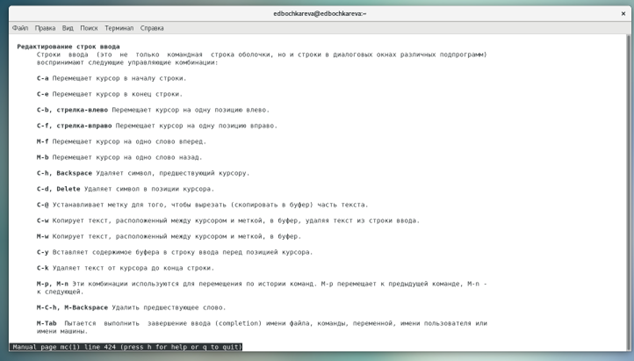 edbochkareva@edbochkareva:~
Файл Правка Вид Поиск Терминал Справка
Редактирование строк ввода
Строки ввода (это не только командная строка оболочки, но и строки в диалоговых окнах различных подпрограмм)
воспринимают следующие управляющие комбинации:
C-a Перемещает курсор в началу строки.
C-e Перемещает курсор в конец строки.
C-b, стрелка-влево Перемещает курсор на одну позицию влево.
C-f, стрелка-вправо Перемещает курсор на одну позицию вправо.
M-f Перемещает курсор на одно слово вперед.
M-b Перемещает курсор на одно слово назад.
C-h, Backspace Удаляет символ, предшествующий курсору.
C-d, Delete Удаляет символ в позиции курсора.
C-@ Устанавливает метку для того, чтобы вырезать (скопировать в буфер) часть текста.
C-w Копирует текст, расположенный между курсором и меткой, в буфер, удаляя текст из строки ввода.
M-w Копирует текст, расположенный между курсором и меткой, в буфер.
C-y Вставляет содержимое буфера в строку ввода перед позицией курсора.
C-k Удаляет текст от курсора до конца строки.
M-p, M-n Эти комбинации используются для перемещения по истории команд. M-p перемещает к предыдущей команде, M-n -
к следующей.
M-C-h, M-Backspace Удалить предшествующее слово.
M-Tab Пытается выполнить завершение ввода (completion) имени файла, команды, переменной, имени пользователя или
имени машины.
Manual page mc(1) line 424 (press h for help or q to quit)